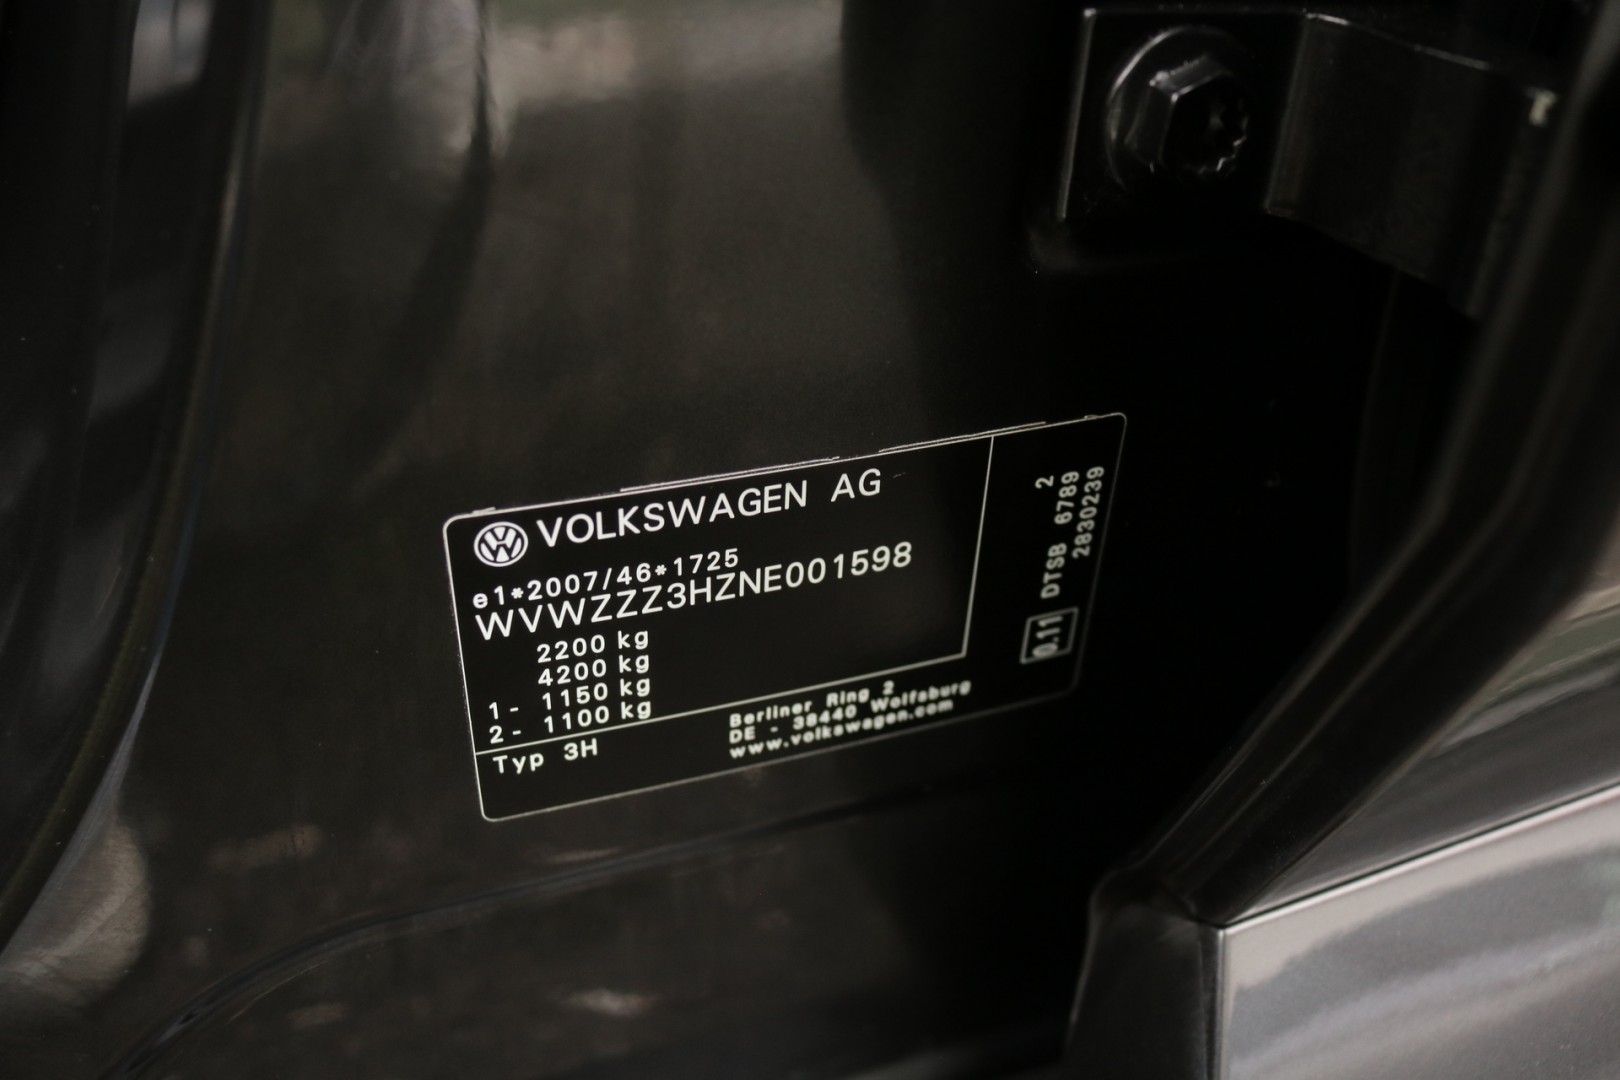 VOLKSWAGEN AG
e1*2007/46*1725
WVWZZZ3HZNE001598
2200 kg
4200 kg
1 - 1150 kg
2 - 1100 kg
Typ 3H
Berliner Ring 2
DE - 38440 Wolfsburg
www.volkswagen.com
2
DTSB 6789
2830239
0.11